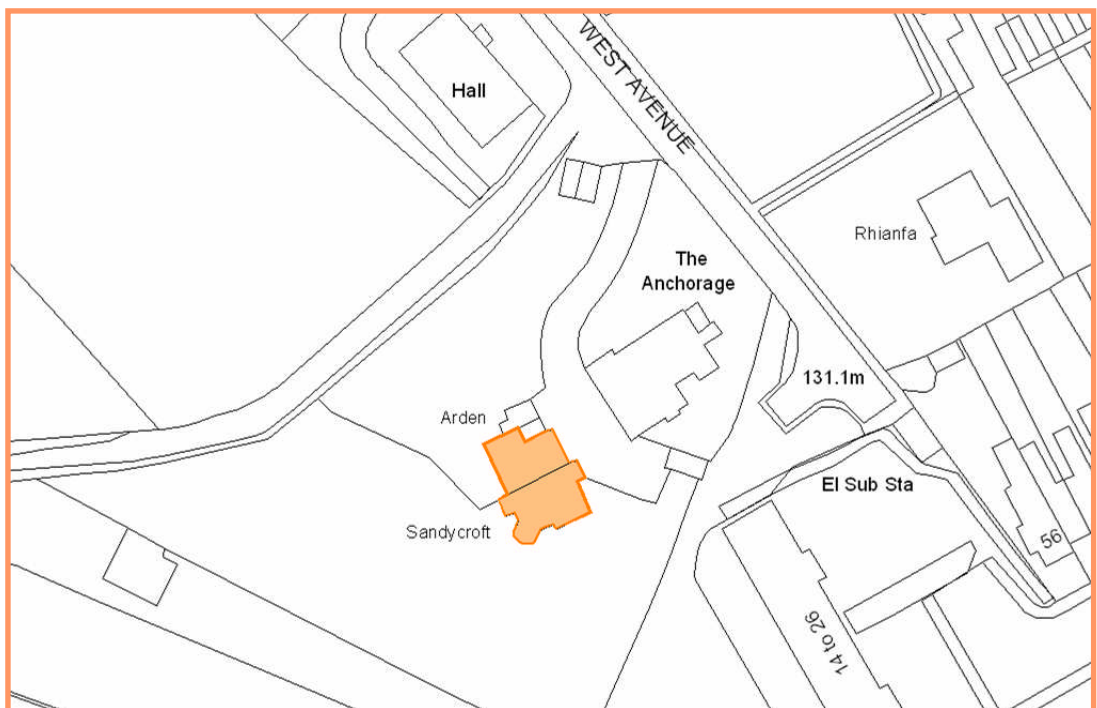 WEST AVENUE
Hall
Rhianfa
The
Anchorage
131.1m
Arden
El Sub Sta
Sandycroft
56
14 to 26